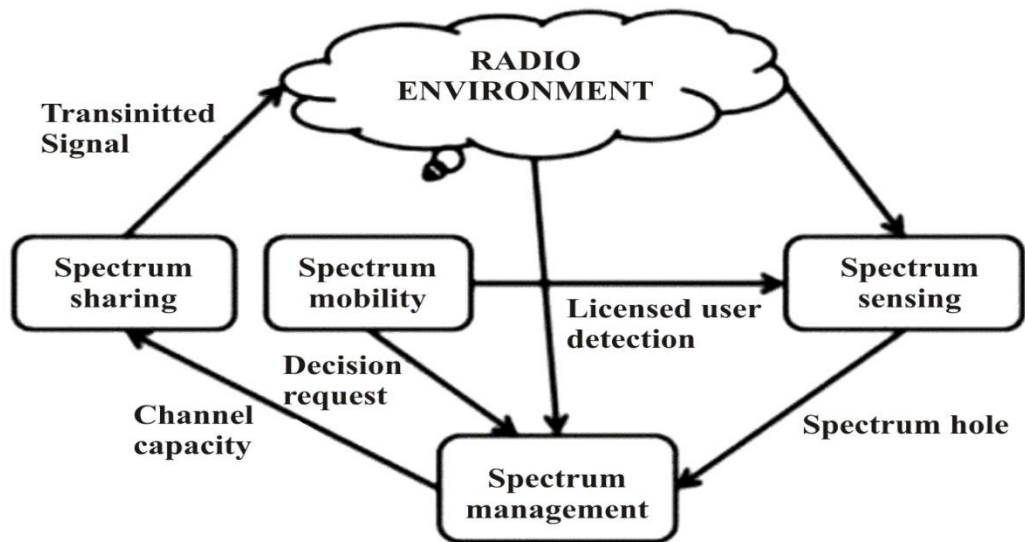 RADIO
ENVIRONMENT
Transinitted
Signal
Spectrum
sharing
Spectrum
mobility
Spectrum
sensing
Licensed user
detection
Decision
request
Channel
capacity
Spectrum hole
Spectrum
management